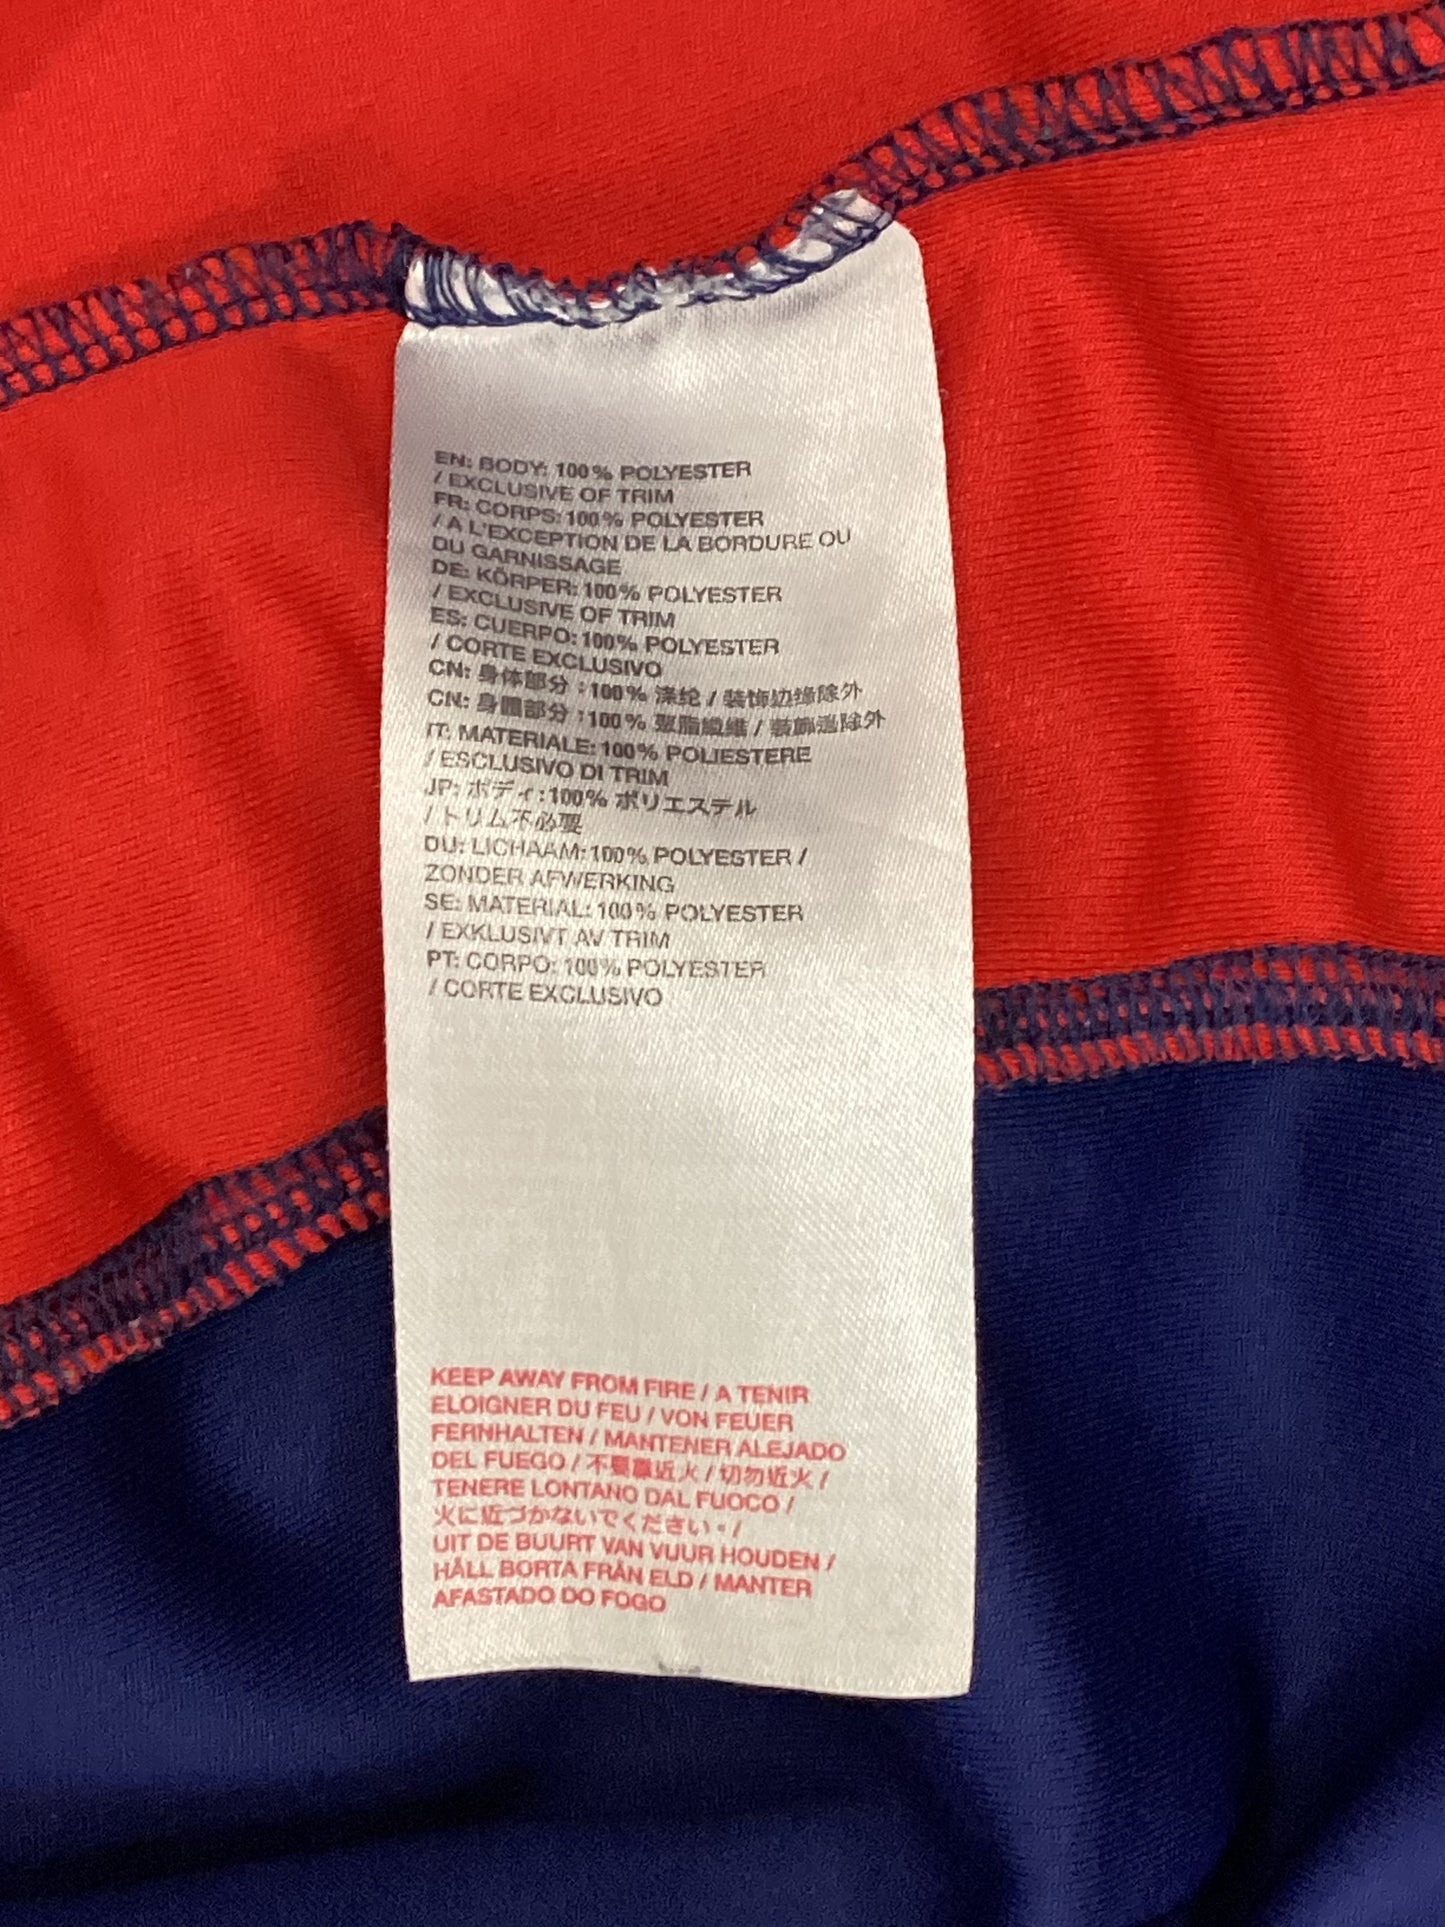 EN: BODY: 100% POLYESTER
/ EXCLUSIVE OF TRIM
FR: CORPS: 100% POLYESTER
/ A L'EXCEPTION DE LA BORDURE OU
DU GARNISSAGE
DE: KÖRPER: 100% POLYESTER
/ EXCLUSIVE OF TRIM
ES: CUERPO: 100% POLYESTER
/ CORTE EXCLUSIVO
CN: 身体部分：100% 涤纶 / 装饰边缘除外
CN: 身體部分：100% 聚脂纖維 / 裝飾邊除外
IT: MATERIALE: 100% POLIESTERE
/ ESCLUSIVO DI TRIM
JP: ボディ: 100% ポリエステル
/ トリム不必要
DU: LICHAAM: 100% POLYESTER /
ZONDER AFWERKING
SE: MATERIAL: 100% POLYESTER
/ EXKLUSIVT AV TRIM
PT: CORPO: 100% POLYESTER
/ CORTE EXCLUSIVO
KEEP AWAY FROM FIRE / A TENIR
ELOIGNER DU FEU / VON FEUER
FERNHALTEN / MANTENER ALEJADO
DEL FUEGO / 不要靠近火 / 切勿近火 /
TENERE LONTANO DAL FUOCO /
火に近づかないでください。/
UIT DE BUURT VAN VUUR HOUDEN /
HÅLL BORTA FRÅN ELD / MANTER
AFASTADO DO FOGO